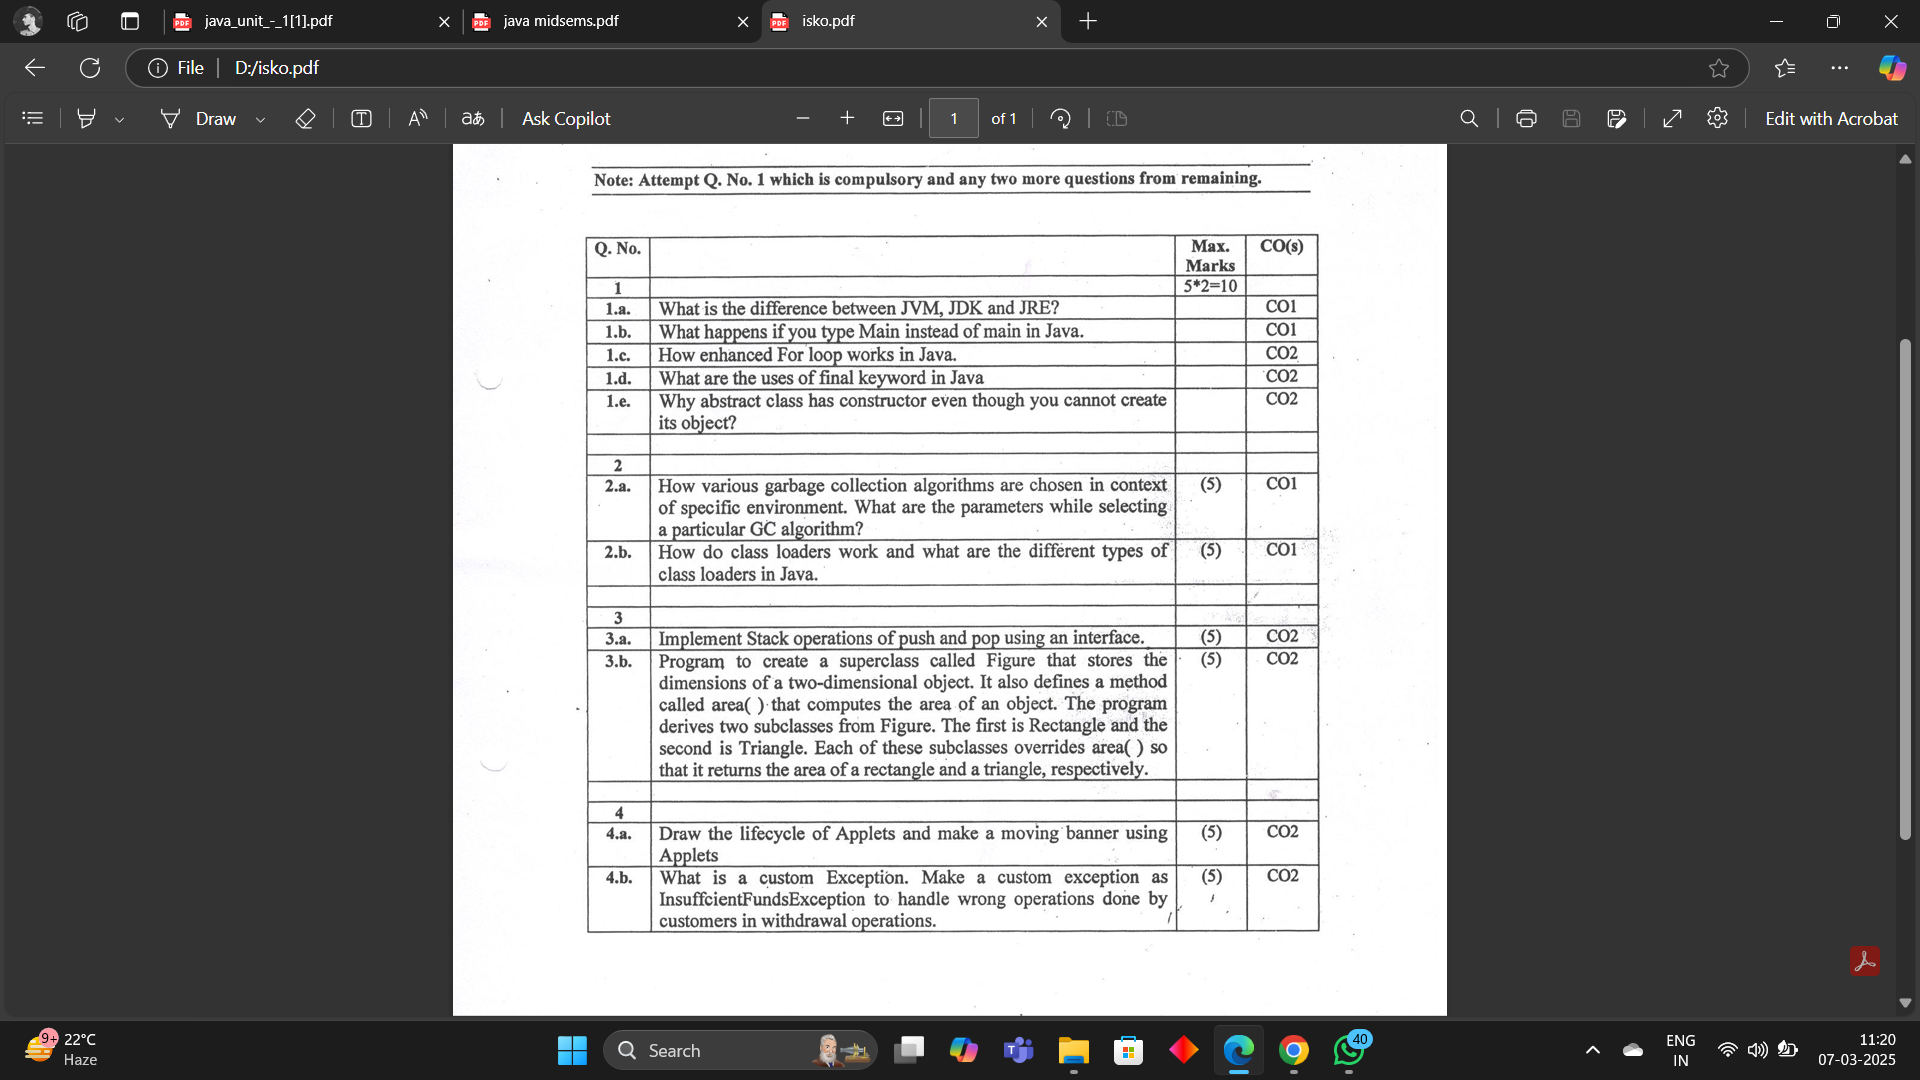 java_unit_-_1[1].pdf
java midsems.pdf
isko.pdf
File
D:/isko.pdf
Draw
Ask Copilot
1
of 1
Edit with Acrobat
Note: Attempt Q. No. 1 which is compulsory and any two more questions from remaining.
Q. No.
Max. Marks
CO(s)
1
5*2=10
1.a. What is the difference between JVM, JDK and JRE? CO1
1.b. What happens if you type Main instead of main in Java. CO1
1.c. How enhanced For loop works in Java. CO2
1.d. What are the uses of final keyword in Java CO2
1.e. Why abstract class has constructor even though you cannot create CO2
its object?
2
2.a. How various garbage collection algorithms are chosen in context (5) CO1
of specific environment. What are the parameters while selecting
a particular GC algorithm?
2.b. How do class loaders work and what are the different types of (5) CO1
class loaders in Java.
3
3.a. Implement Stack operations of push and pop using an interface. (5) CO2
3.b. Program to create a superclass called Figure that stores the (5) CO2
dimensions of a two-dimensional object. It also defines a method
called area( ) that computes the area of an object. The program
derives two subclasses from Figure. The first is Rectangle and the
second is Triangle. Each of these subclasses overrides area( ) so
that it returns the area of a rectangle and a triangle, respectively.
4
4.a. Draw the lifecycle of Applets and make a moving banner using (5) CO2
Applets
4.b. What is a custom Exception. Make a custom exception as (5) CO2
InsuffcientFundsException to handle wrong operations done by
customers in withdrawal operations.
9+
22°C
Haze
Search
40
ENG
IN
11:20
07-03-2025